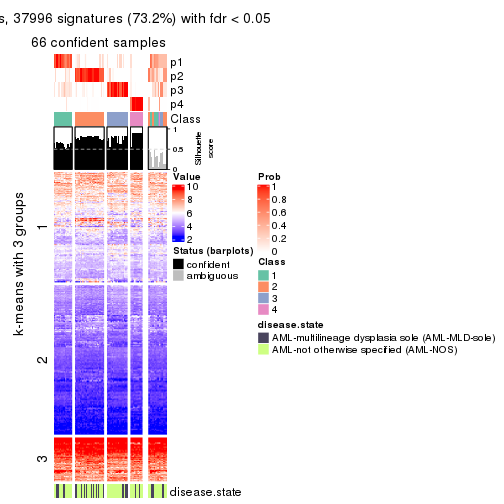 s, 37996 signatures (73.2%) with fdr < 0.05
66 confident samples
p1
p2
p3
p4
Class
1
0.5
0
Silhouette
score
k-means with 3 groups
1
2
3
disease.state
Value
10
8
6
4
2
Status (barplots)
confident
ambiguous
Prob
1
0.8
0.6
0.4
0.2
0
Class
1
2
3
4
disease.state
AML-multilineage dysplasia sole (AML-MLD-sole)
AML-not otherwise specified (AML-NOS)